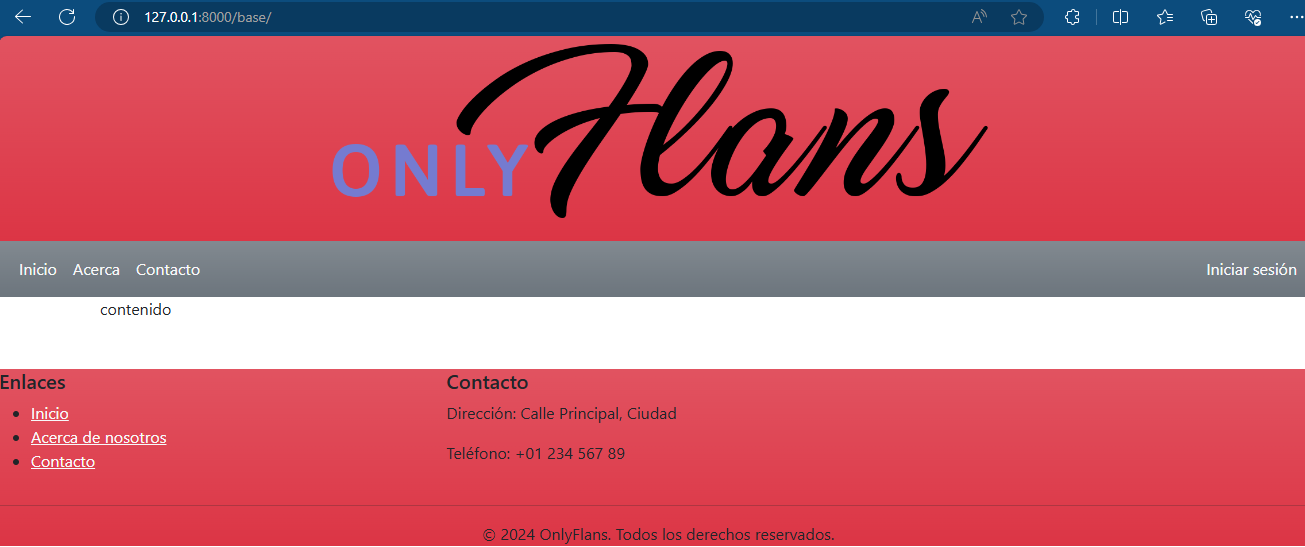 127.0.0.1:8000/base/
ONLY Flans
Inicio Acerca Contacto Iniciar sesión
contenido
Enlaces
Inicio
Acerca de nosotros
Contacto
Contacto
Dirección: Calle Principal, Ciudad
Teléfono: +01 234 567 89
© 2024 OnlyFlans. Todos los derechos reservados.